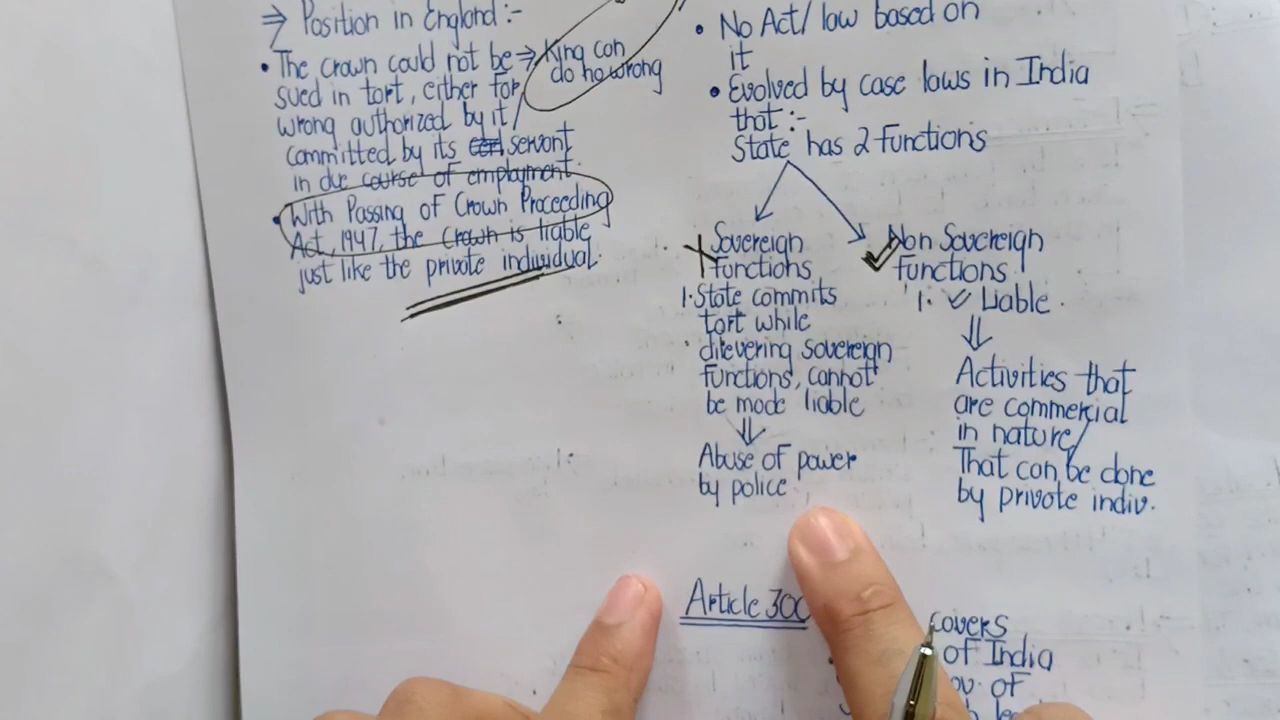 ⇒ Position in England :-
• The crown could not be ⇒ King can
do no wrong
sued in tort, either for
wrong authorized by it /
committed by its servant
in due course of employment.
• With Passing of Crown Proceeding
Act, 1947, the Crown is liable
just like the private individual.
• No Act/ law based on
it
• Evolved by case laws in India
that :-
State has 2 functions
Sovereign
functions
1. State commits
tort while
dilevering sovereign
functions, cannot
be made liable
⇓
Abuse of power
by police
Non Sovereign
functions
1. ✓ Liable.
⇓
Activities that
are commercial
in nature/
That can be done
by private indiv.
Article 300
covers
of India
of